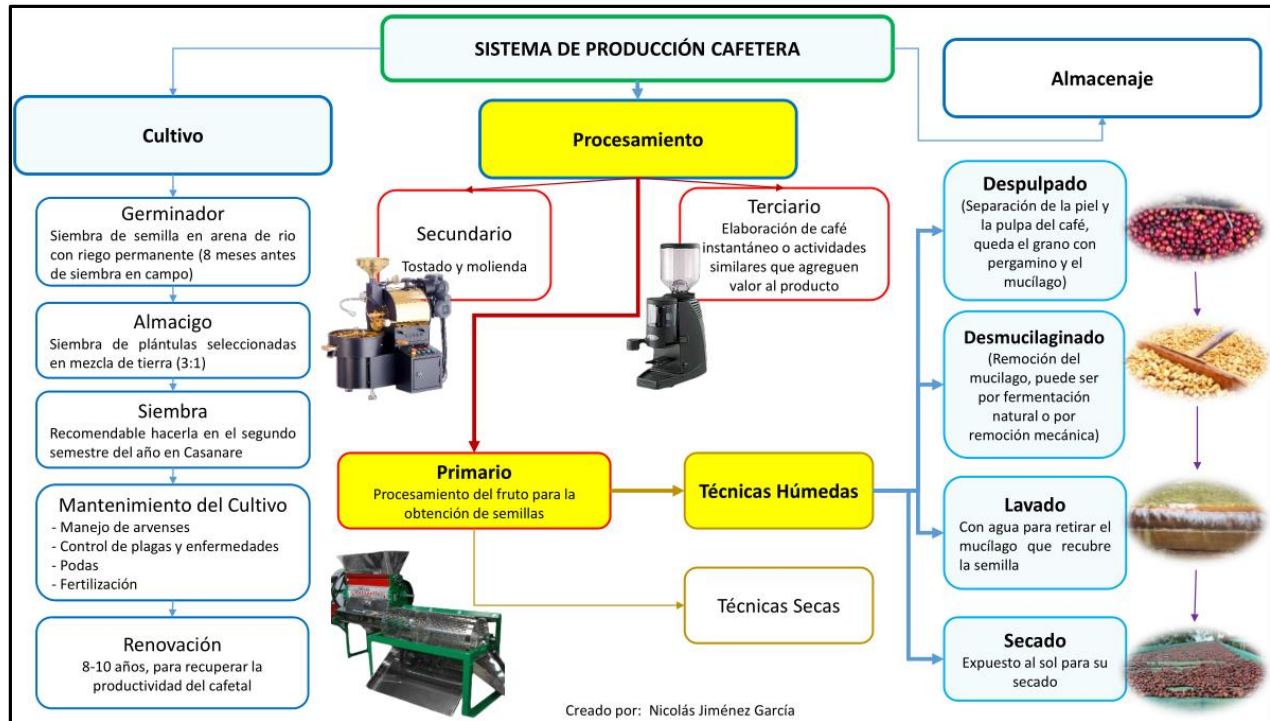 SISTEMA DE PRODUCCIÓN CAFETERA
Almacenaje
Cultivo
Procesamiento
Germinador
Siembra de semilla en arena de rio
con riego permanente (8 meses antes
de siembra en campo)
Almacigo
Siembra de plántulas seleccionadas
en mezcla de tierra (3:1)
Siembra
Recomendable hacerla en el segundo
semestre del año en Casanare
Mantenimiento del Cultivo
- Manejo de arvenses
- Control de plagas y enfermedades
- Podas
- Fertilización
Renovación
8-10 años, para recuperar la
productividad del cafetal
Secundario
Tostado y molienda
Terciario
Elaboración de café
instantáneo o actividades
similares que agreguen
valor al producto
Primario
Procesamiento del fruto para la
obtención de semillas
Técnicas Húmedas
Técnicas Secas
Despulpado
(Separación de la piel y
la pulpa del café,
queda el grano con
pergamino y el
mucílago)
Desmucilaginado
(Remoción del
mucilago, puede ser
por fermentación
natural o por
remoción mecánica)
Lavado
Con agua para retirar el
mucílago que recubre
la semilla
Secado
Expuesto al sol para su
secado
Creado por: Nicolás Jiménez García